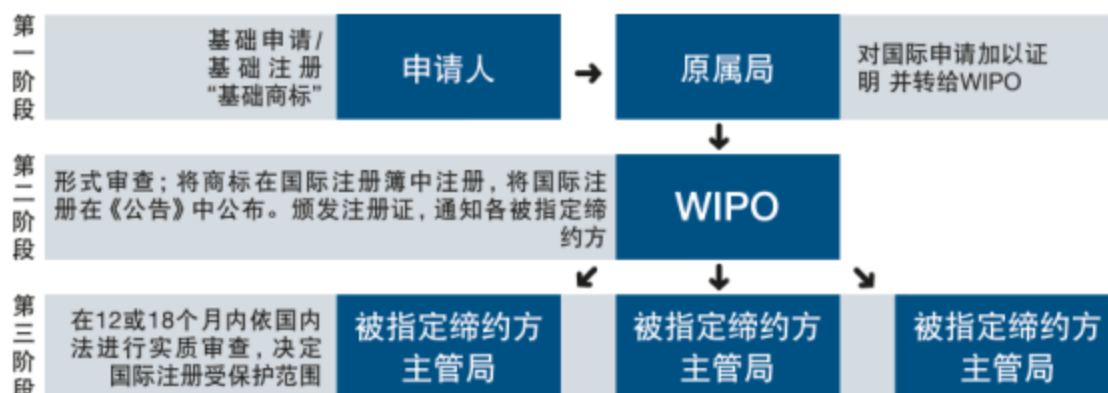 第一阶段
基础申请/
基础注册
“基础商标”
申请人
→
原属局
对国际申请加以证
明 并转给WIPO
第二阶段
形式审查；将商标在国际注册簿中注册，将国际注
册在《公告》中公布。颁发注册证，通知各被指定缔
约方
WIPO
第三阶段
在12或18个月内依国内
法进行实质审查，决定
国际注册受保护范围
被指定缔约方
主管局
被指定缔约方
主管局
被指定缔约方
主管局